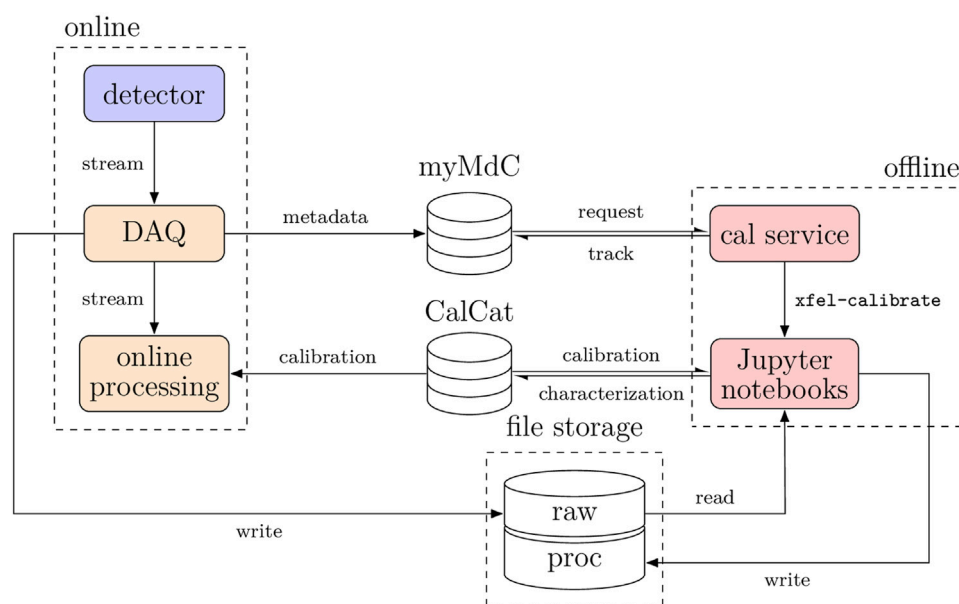 online
detector
stream
DAQ
stream
online
processing
metadata
myMdC
request
track
offline
cal service
xfel-calibrate
CalCat
calibration
calibration
characterization
Jupyter
notebooks
file storage
raw
proc
write
read
write